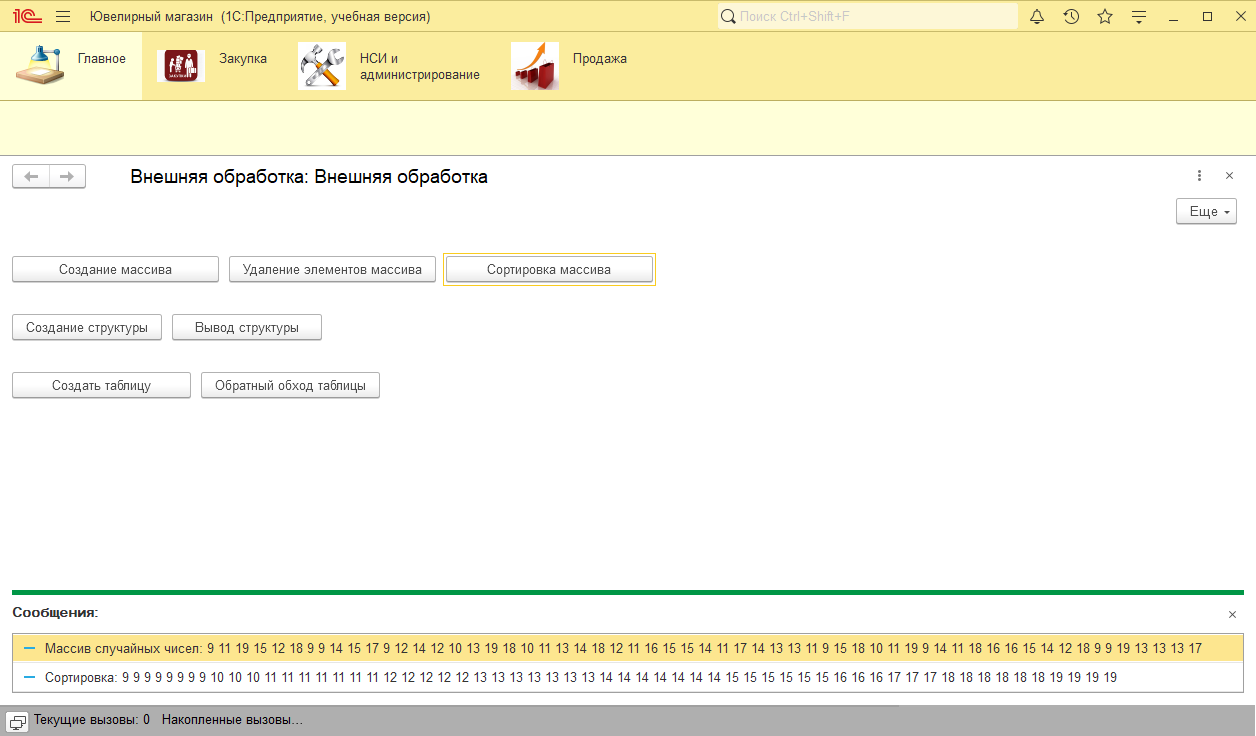 1С Ювелирный магазин (1С:Предприятие, учебная версия) Поиск Ctrl+Shift+F
Главное
ЗАКУПКА
Закупка
НСИ и
администрирование
Продажа
Внешняя обработка: Внешняя обработка
Еще
Создание массива Удаление элементов массива Сортировка массива
Создание структуры Вывод структуры
Создать таблицу Обратный обход таблицы
Сообщения:
Массив случайных чисел: 9 11 19 15 12 18 9 9 14 15 17 9 12 14 12 10 13 19 18 10 11 13 14 18 12 11 16 15 15 14 11 17 14 13 13 11 9 15 18 10 11 19 9 14 11 18 16 16 15 14 12 18 9 9 19 13 13 13 17
Сортировка: 9 9 9 9 9 9 9 9 10 10 10 11 11 11 11 11 11 11 12 12 12 12 12 13 13 13 13 13 13 13 14 14 14 14 14 14 14 15 15 15 15 15 15 16 16 16 17 17 17 18 18 18 18 18 18 19 19 19 19
Текущие вызовы: 0 Накопленные вызовы…